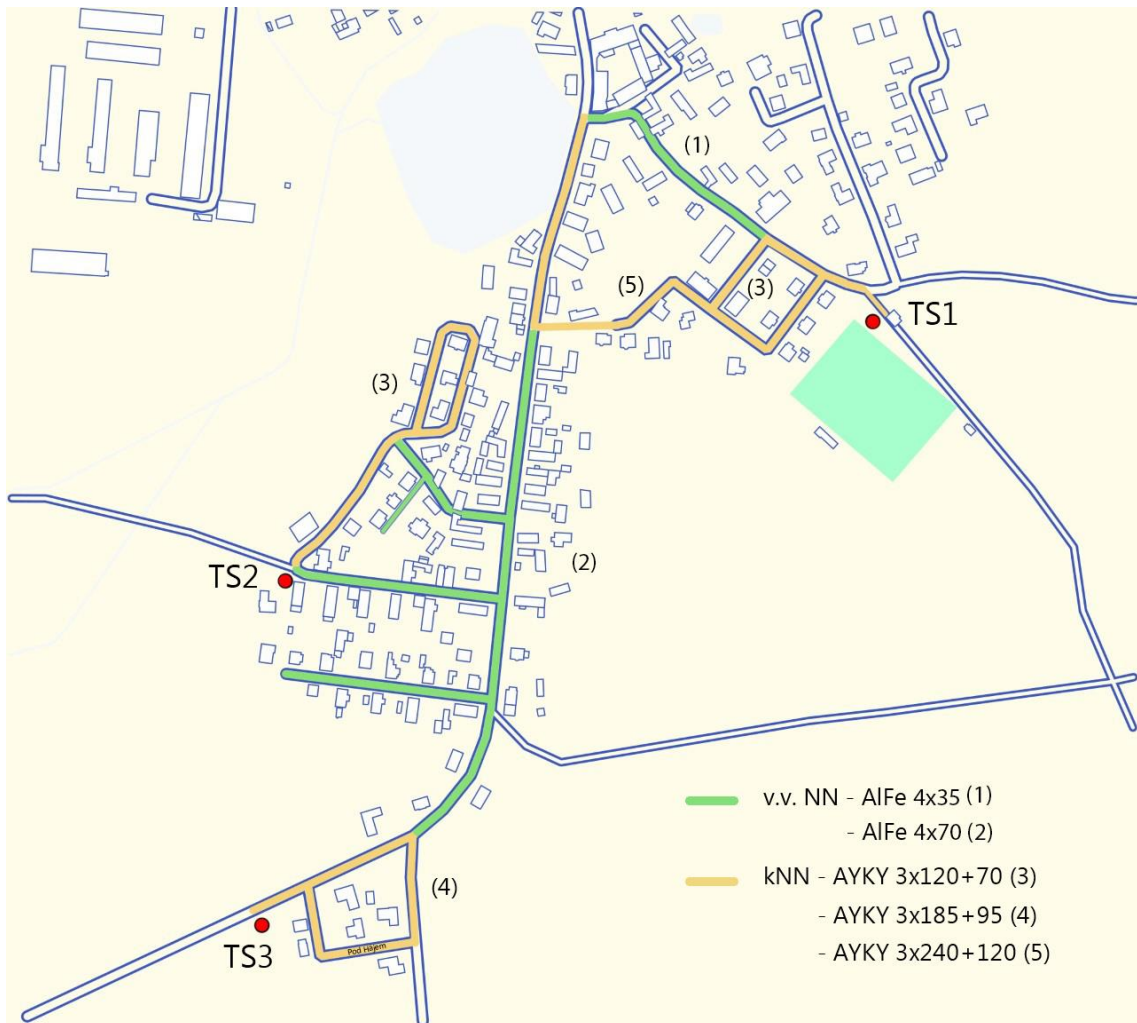 (1)
(5)
(3)
TS1
(3)
(2)
TS2
v.v. NN - AlFe 4x35 (1)
- AlFe 4x70 (2)
kNN - AYKY 3x120+70 (3)
(4)
- AYKY 3x185+95 (4)
TS3
Pod Hájem
- AYKY 3x240+120 (5)